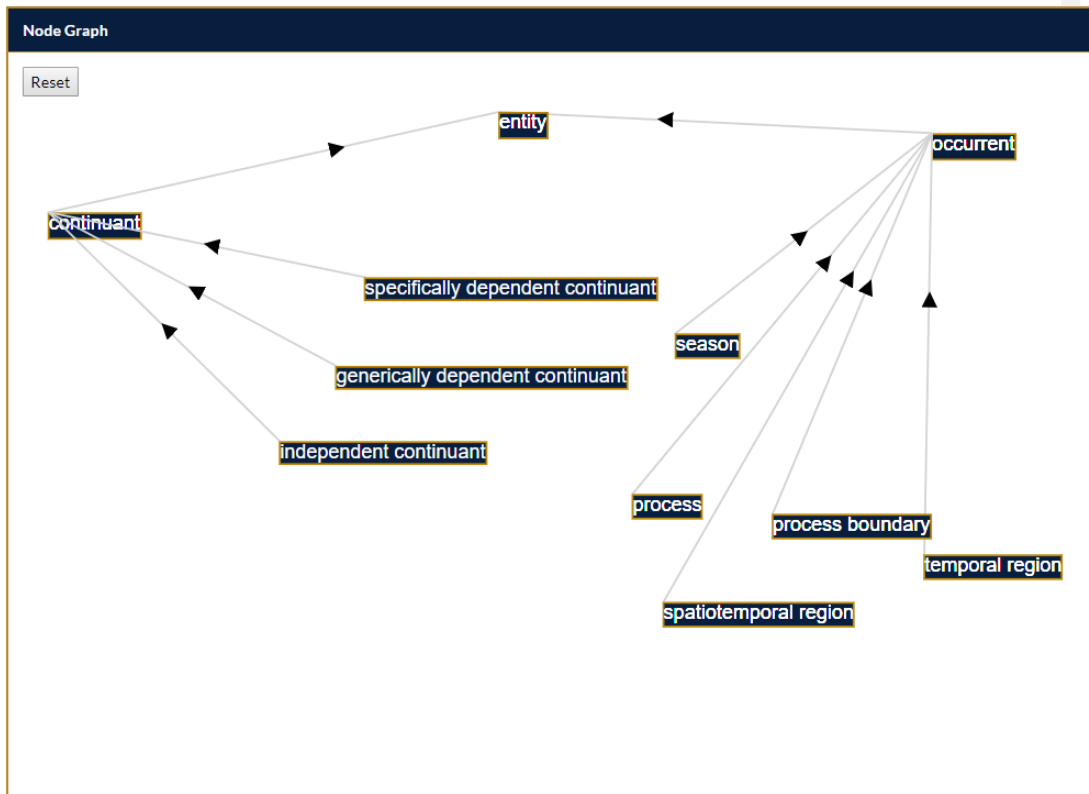 Node Graph
Reset
entity
occurrent
continuant
specifically dependent continuant
season
generically dependent continuant
independent continuant
process
process boundary
temporal region
spatiotemporal region